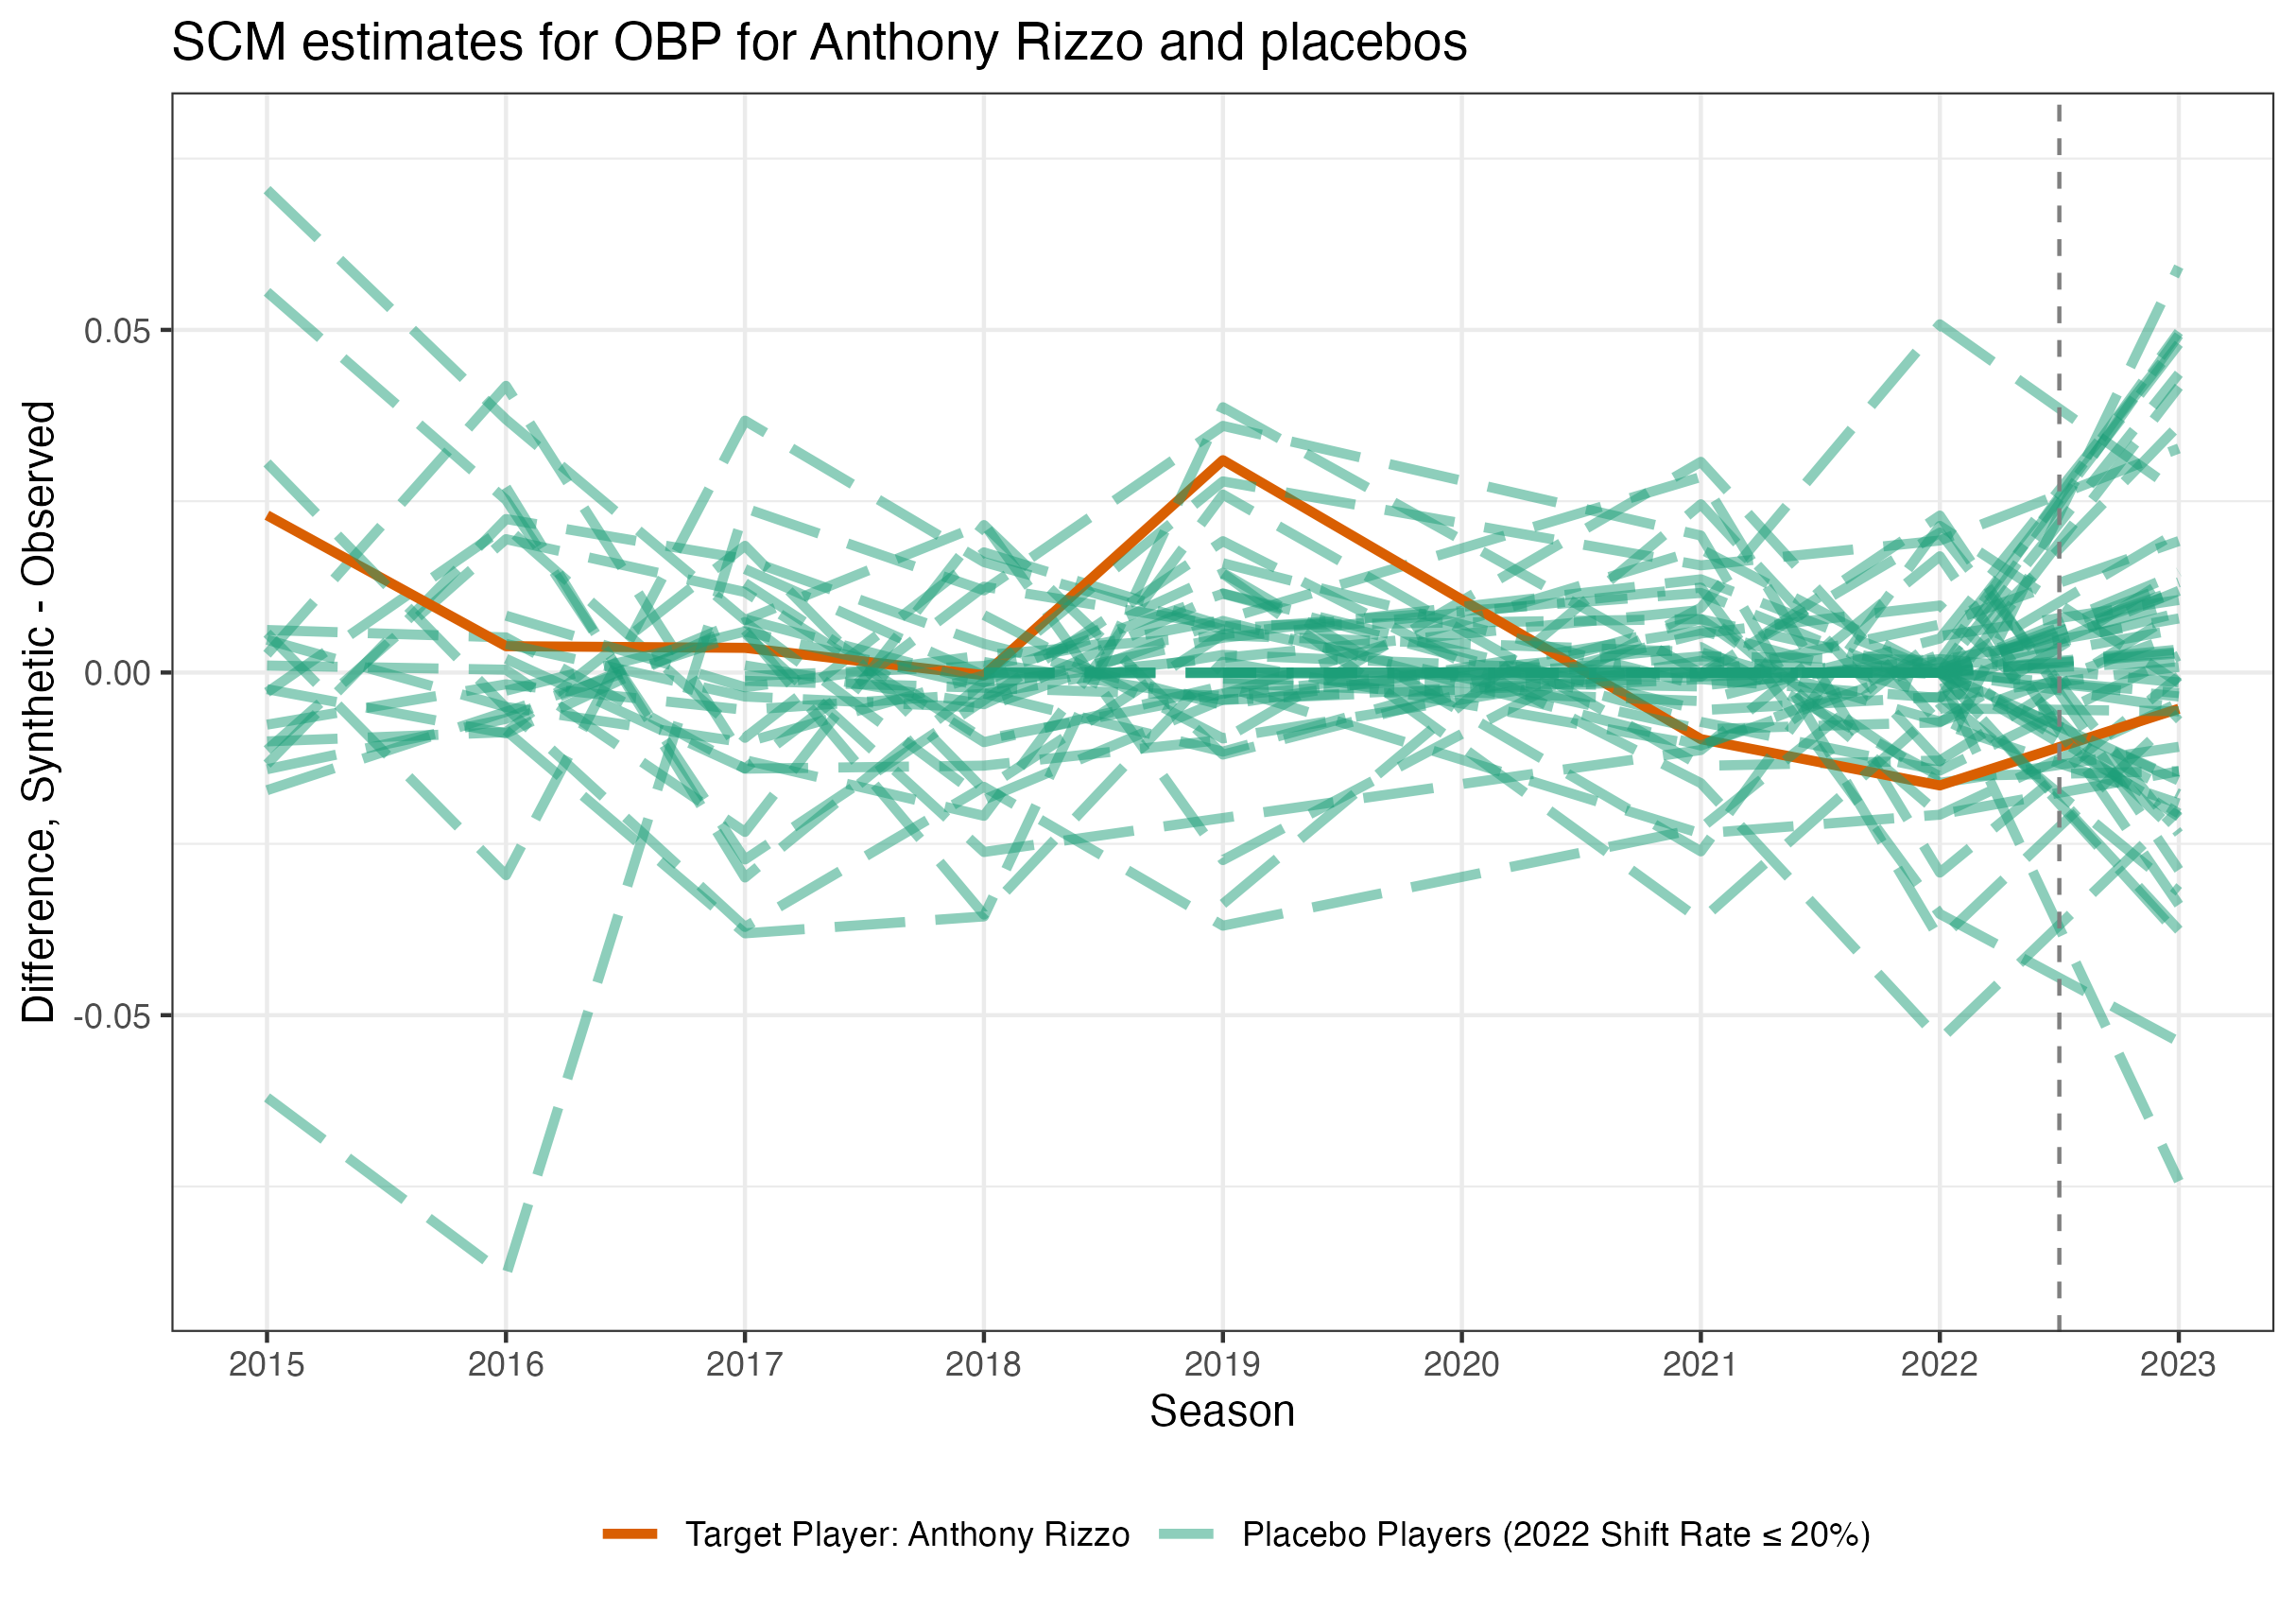 SCM estimates for OBP for Anthony Rizzo and placebos
Difference, Synthetic - Observed
0.05
0.00
-0.05
2015 2016 2017 2018 2019 2020 2021 2022 2023
Season
Target Player: Anthony Rizzo Placebo Players (2022 Shift Rate ≤ 20%)